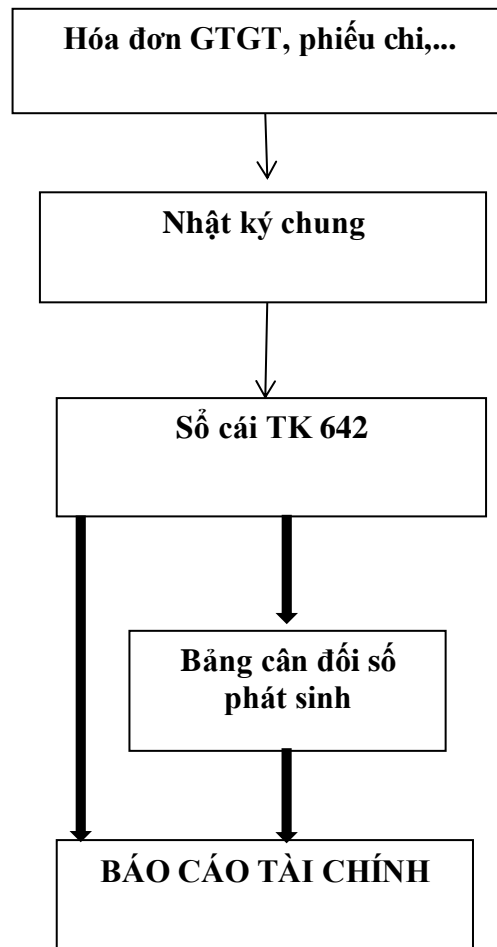 Hóa đơn GTGT, phiếu chi,...
Nhật ký chung
Sổ cái TK 642
Bảng cân đối số
phát sinh
BÁO CÁO TÀI CHÍNH